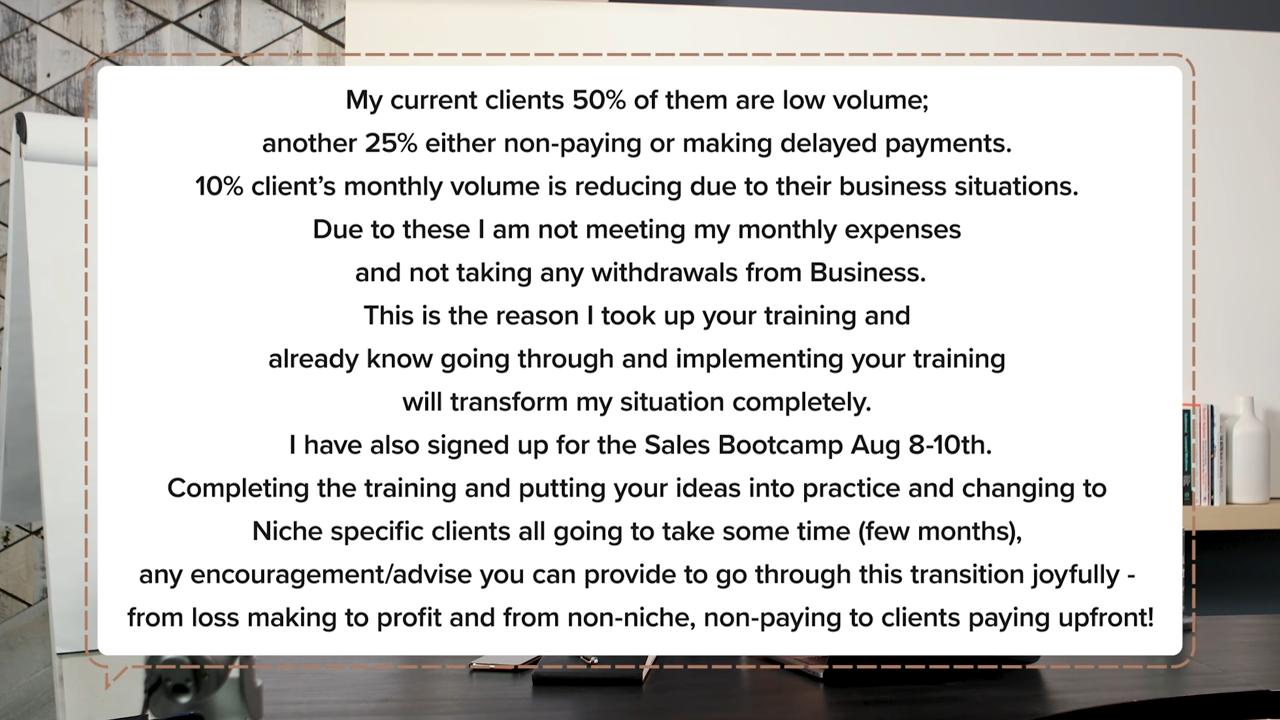 My current clients 50% of them are low volume;
another 25% either non-paying or making delayed payments.
10% client’s monthly volume is reducing due to their business situations.
Due to these I am not meeting my monthly expenses
and not taking any withdrawals from Business.
This is the reason I took up your training and
already know going through and implementing your training
will transform my situation completely.
I have also signed up for the Sales Bootcamp Aug 8-10th.
Completing the training and putting your ideas into practice and changing to
Niche specific clients all going to take some time (few months),
any encouragement/advise you can provide to go through this transition joyfully -
from loss making to profit and from non-niche, non-paying to clients paying upfront!